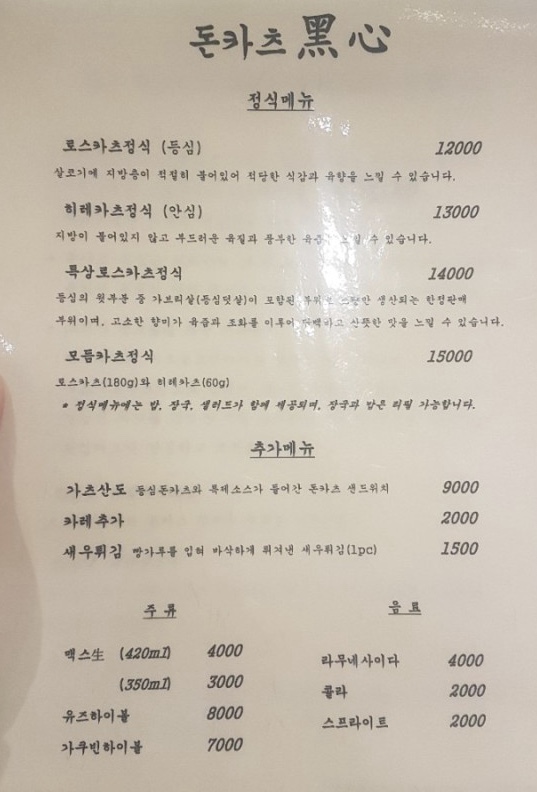 돈카츠 黑心
정식메뉴
로스카츠정식 (등심) 12000
살코기에 지방층이 적절히 붙어있어 적당한 식감과 육향을 느낄 수 있습니다.
히레카츠정식 (안심) 13000
지방이 붙어있지 않고 부드러운 육질과 풍부한 육즙 느낄 수 있습니다.
특상로스카츠정식 14000
등심의 윗부분 중 가브리살(등심덧살)이 포함된 부위로 생산되는 한정판매
부위이며, 고소한 향미가 육즙과 조화를 이루어 담백하고 산뜻한 맛을 느낄 수 있습니다.
모듬카츠정식 15000
로스카츠(180g)와 히레카츠(60g)
* 정식메뉴에는 밥, 장국, 샐러드가 함께 제공되며, 장국과 밥은 리필 가능합니다.
추가메뉴
가츠산도 등심돈카츠와 특제소스가 들어간 돈카츠 샌드위치 9000
카레추가 2000
새우튀김 빵가루를 입혀 바삭하게 튀겨낸 새우튀김(1pc) 1500
주 류
맥스生 (420ml) 4000
(350ml) 3000
유즈하이볼 8000
가쿠빈하이볼 7000
음 료
라무네사이다 4000
콜라 2000
스프라이트 2000